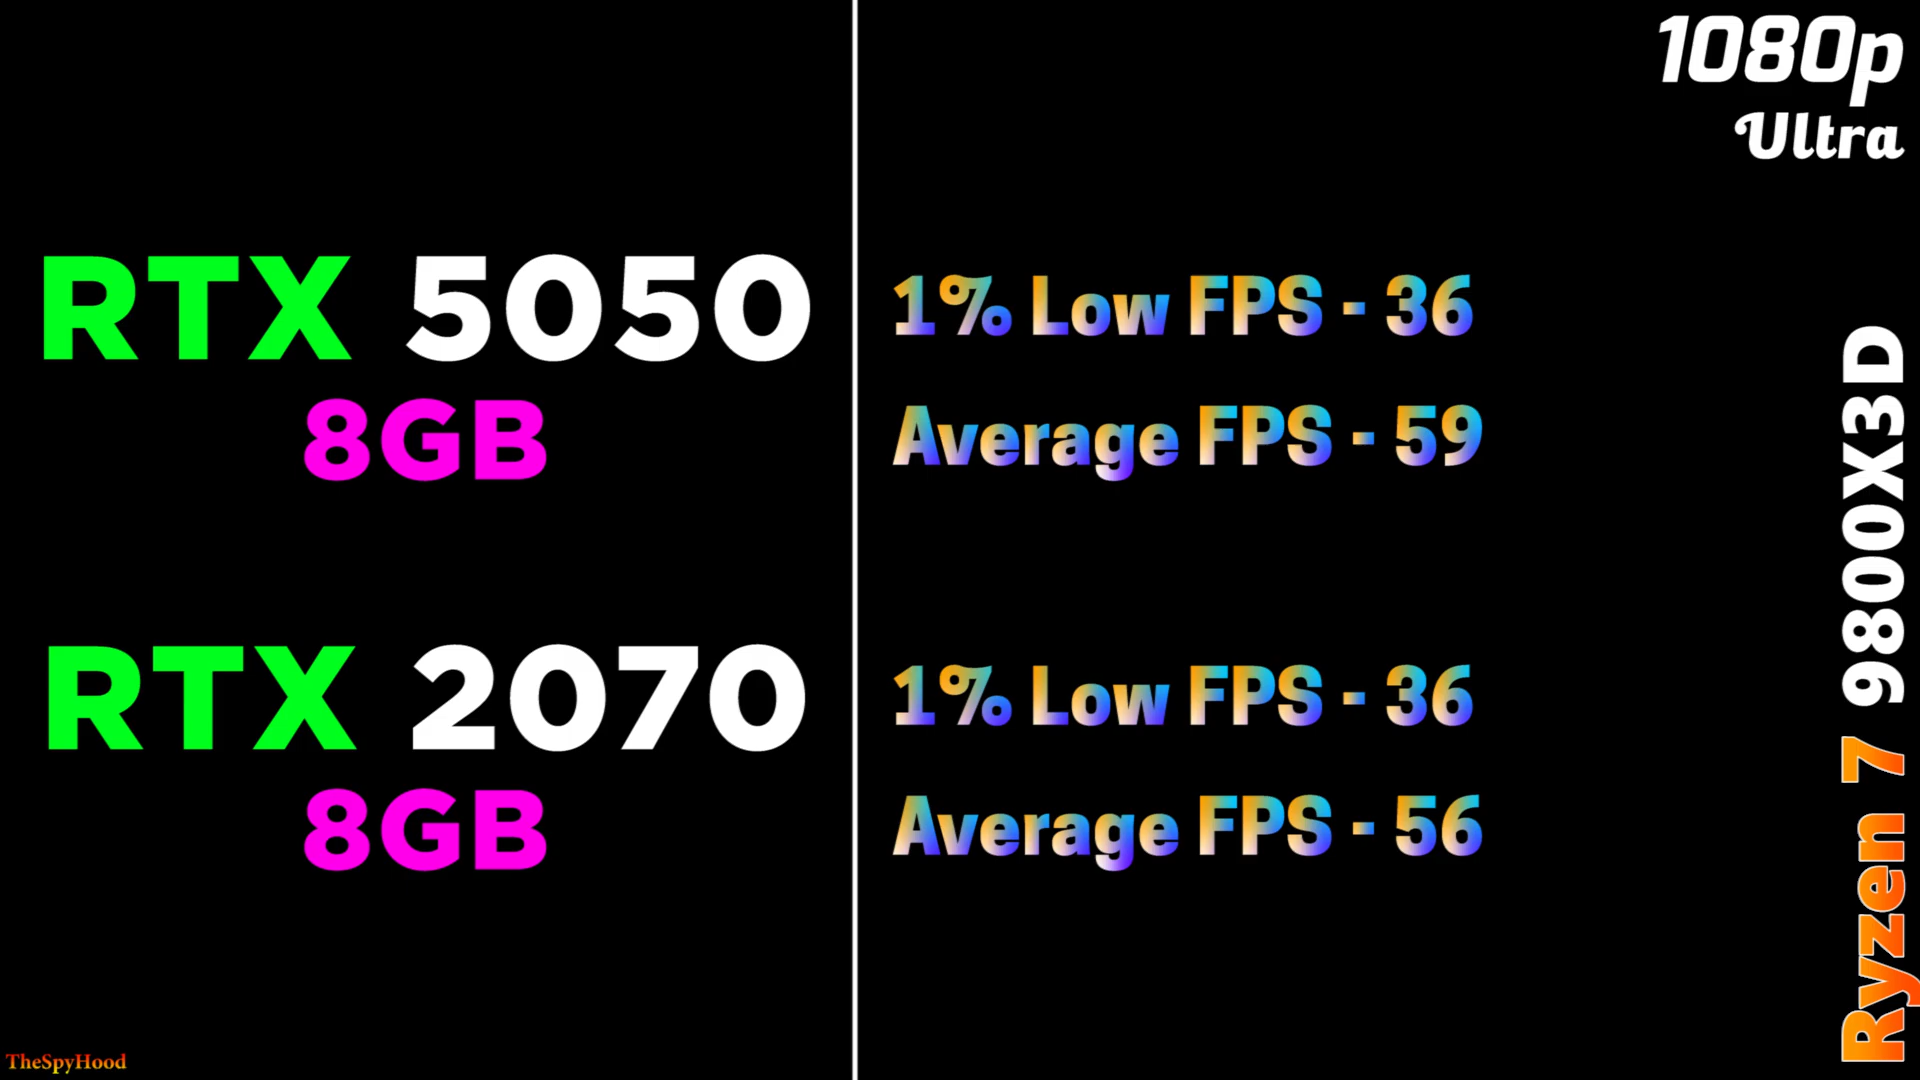 1080p
Ultra
RTX 5050
8GB
1% Low FPS - 36
Average FPS - 59
RTX 2070
8GB
1% Low FPS - 36
Average FPS - 56
Ryzen 7 9800X3D
TheSpyHood